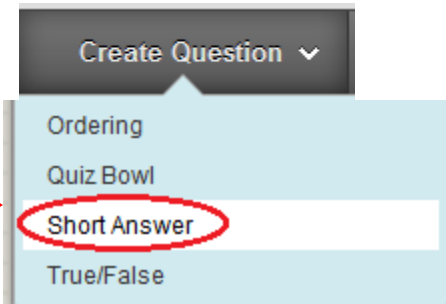 Create Question
Ordering
Quiz Bowl
Short Answer
True/False